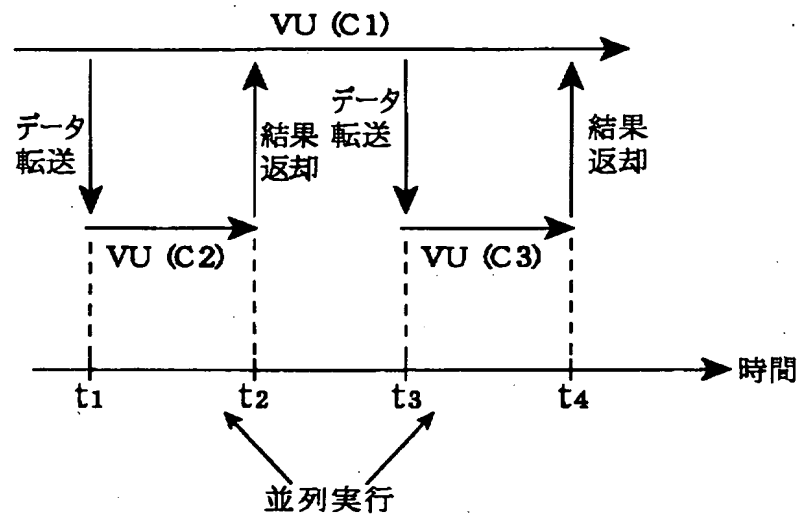 VU (C1)
データ
転送
結果
返却
データ
転送
結果
返却
VU (C2)
VU (C3)
時間
t1
t2
t3
t4
並列実行